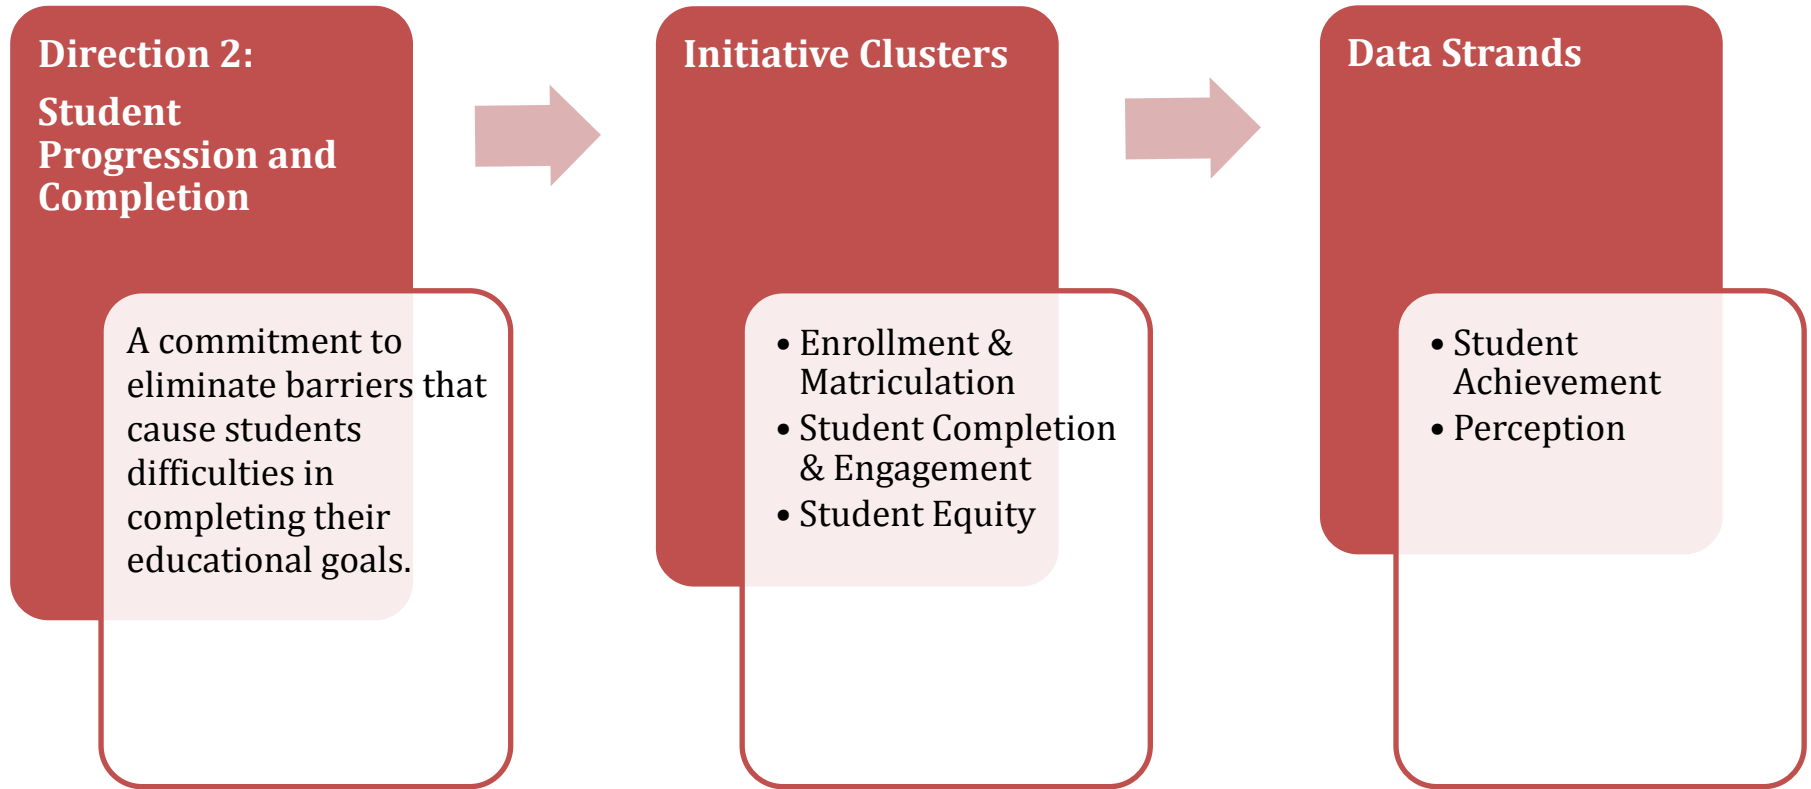 Direction 2:
Student
Progression and
Completion
A commitment to
eliminate barriers that
cause students
difficulties in
completing their
educational goals.
Initiative Clusters
• Enrollment &
Matriculation
• Student Completion
& Engagement
• Student Equity
Data Strands
• Student
Achievement
• Perception